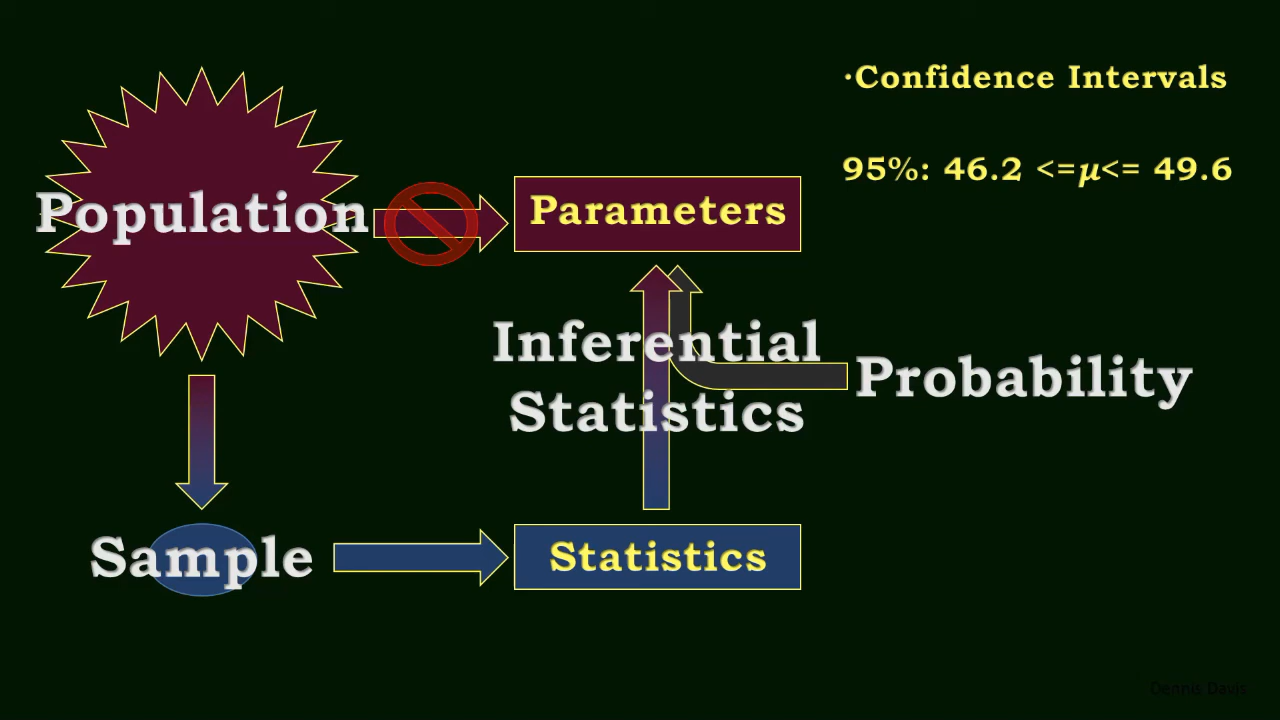 ·Confidence Intervals
95%: 46.2 <=μ<= 49.6
Population
Parameters
Inferential
Statistics
Probability
Sample
Statistics
Dennis Davis